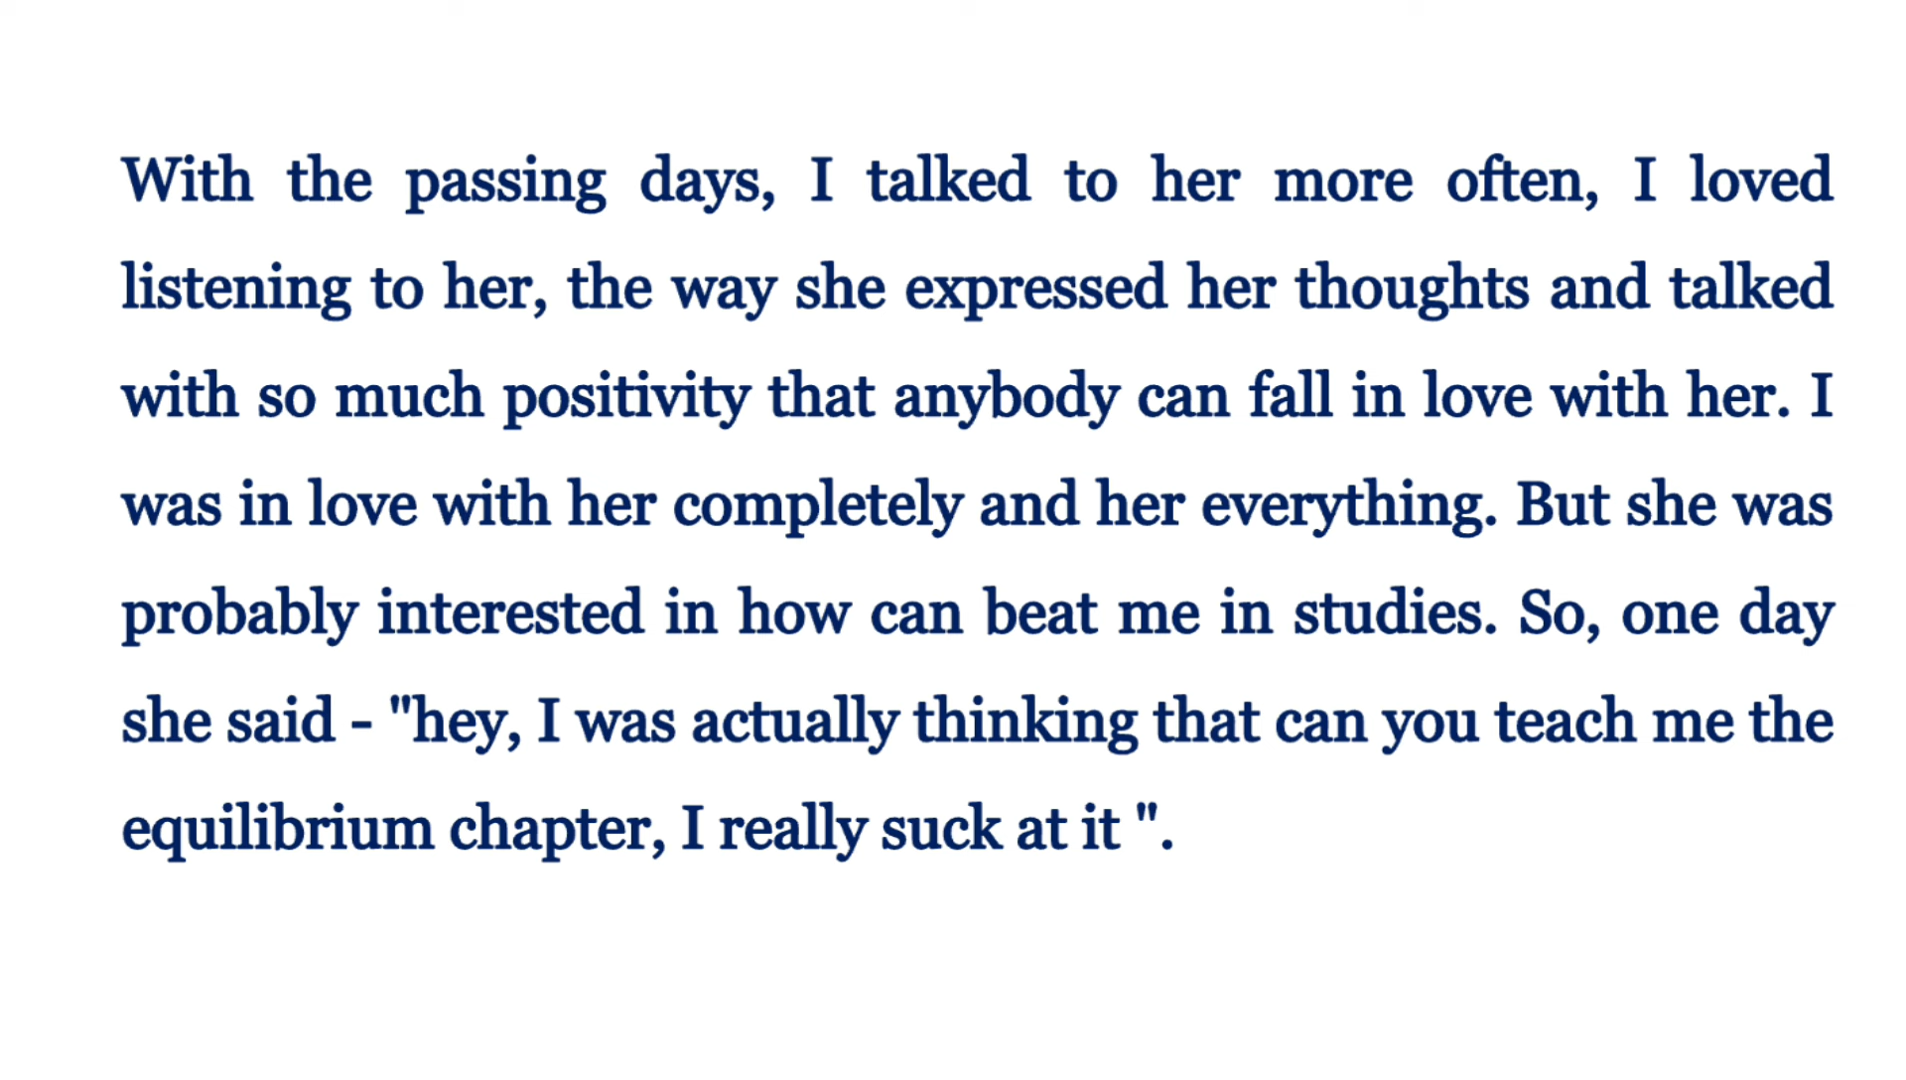 With the passing days, I talked to her more often, I loved
listening to her, the way she expressed her thoughts and talked
with so much positivity that anybody can fall in love with her. I
was in love with her completely and her everything. But she was
probably interested in how can beat me in studies. So, one day
she said - "hey, I was actually thinking that can you teach me the
equilibrium chapter, I really suck at it ".